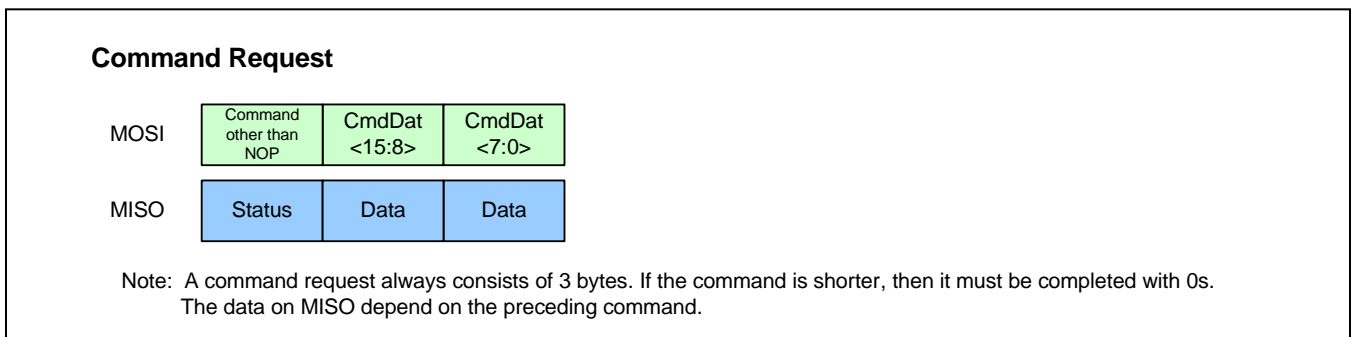 Command Request
MOSI
Command
other than
NOP
CmdDat
<15:8>
CmdDat
<7:0>
MISO
Status
Data
Data
Note: A command request always consists of 3 bytes. If the command is shorter, then it must be completed with 0s.
The data on MISO depend on the preceding command.